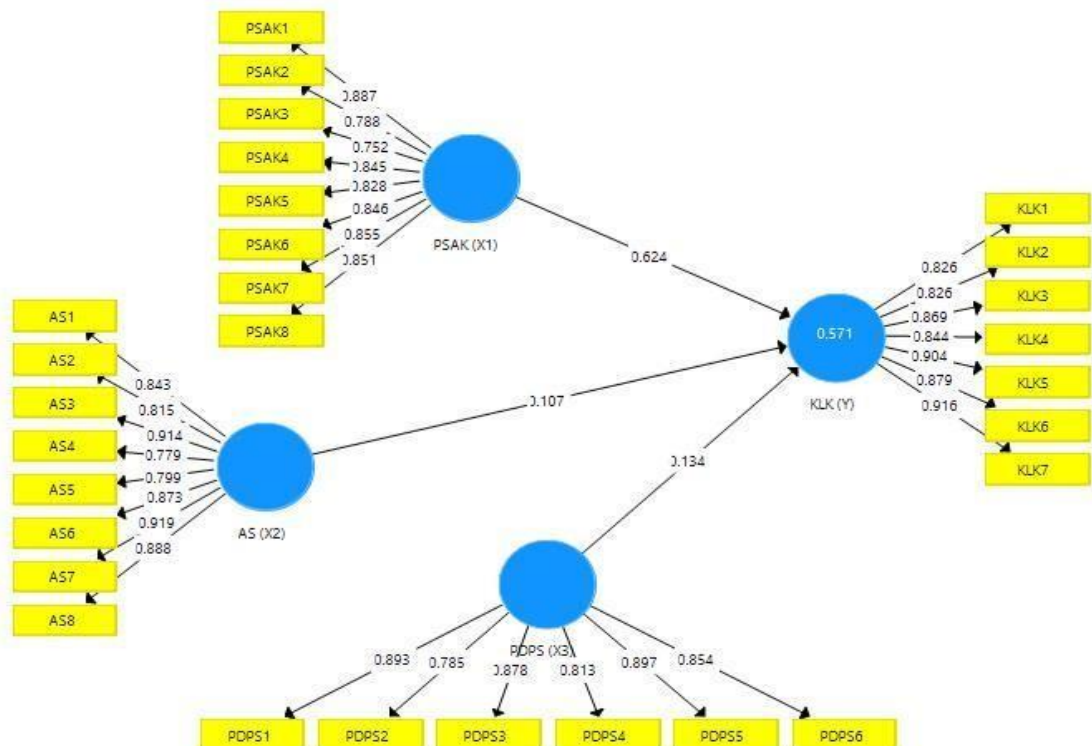 PSAK1
PSAK2
PSAK3
PSAK4
PSAK5
PSAK6
PSAK7
PSAK8
0.887
0.788
0.752
0.845
0.828
0.846
0.855
0.851
PSAK (X1)
0.624
AS1
AS2
AS3
AS4
AS5
AS6
AS7
AS8
0.843
0.815
0.914
0.779
0.799
0.873
0.919
0.888
AS (X2)
0.107
0.571
KLK (Y)
0.134
0.826
0.826
0.869
0.844
0.904
0.879
0.916
KLK1
KLK2
KLK3
KLK4
KLK5
KLK6
KLK7
PDPS (X3)
0.893
0.785
0.878
0.813
0.897
0.854
PDPS1
PDPS2
PDPS3
PDPS4
PDPS5
PDPS6